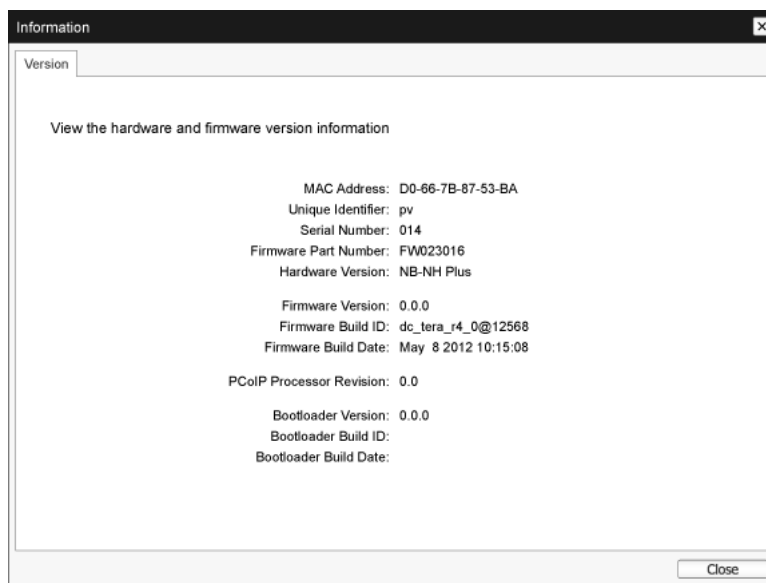 Information
Version
View the hardware and firmware version information
MAC Address: D0-66-7B-87-53-BA
Unique Identifier: pv
Serial Number: 014
Firmware Part Number: FW023016
Hardware Version: NB-NH Plus
Firmware Version: 0.0.0
Firmware Build ID: dc_tera_r4_0@12568
Firmware Build Date: May 8 2012 10:15:08
PCoIP Processor Revision: 0.0
Bootloader Version: 0.0.0
Bootloader Build ID:
Bootloader Build Date:
Close